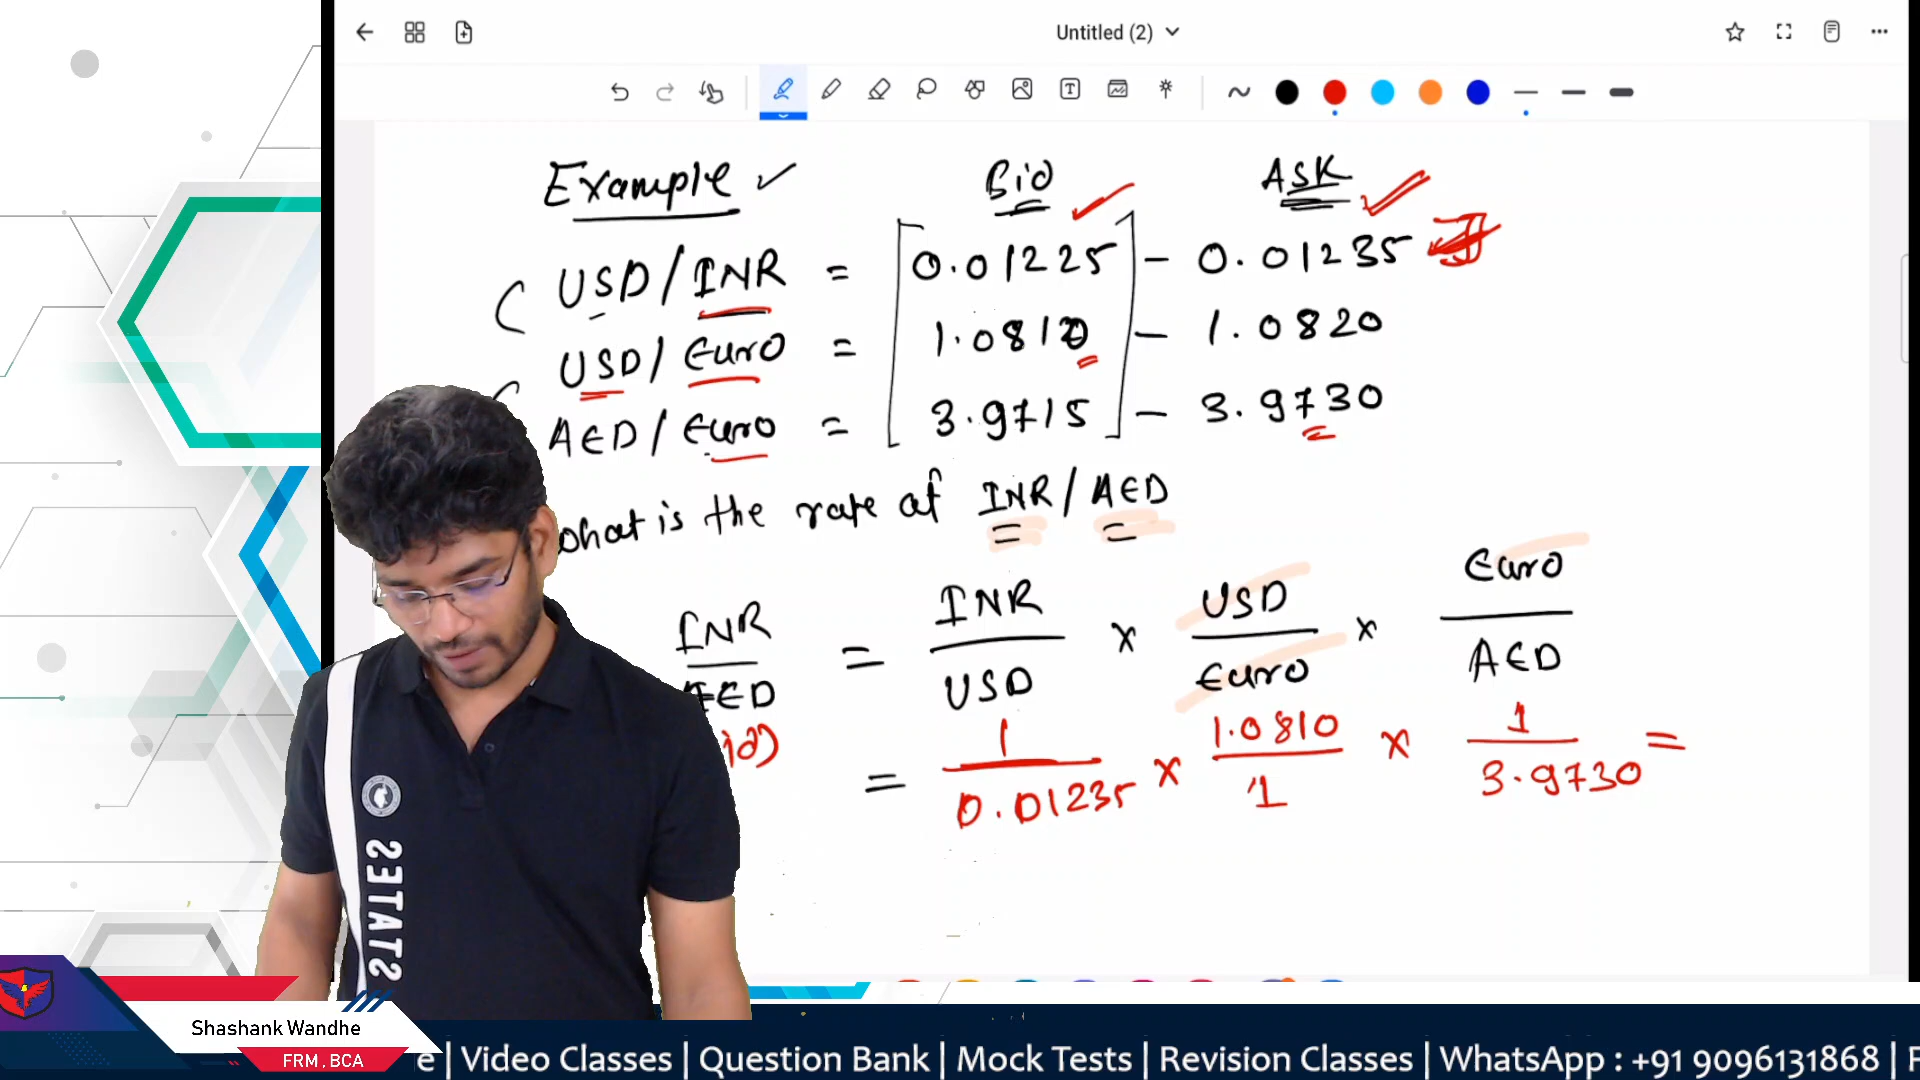 Untitled (2)
Example ✓ Bid ASK
USD/INR = 0.01225 - 0.01235
USD/Euro = 1.0810 - 1.0820
AED/Euro = 3.9715 - 3.9730
what is the rate of INR/AED
INR/AED = INR/USD x USD/Euro x Euro/AED
id) = 1/0.01235 x 1.0810/1 x 1/3.9730 =
STATES
Shashank Wandhe
FRM, BCA
e | Video Classes | Question Bank | Mock Tests | Revision Classes | WhatsApp : +91 9096131868 | F